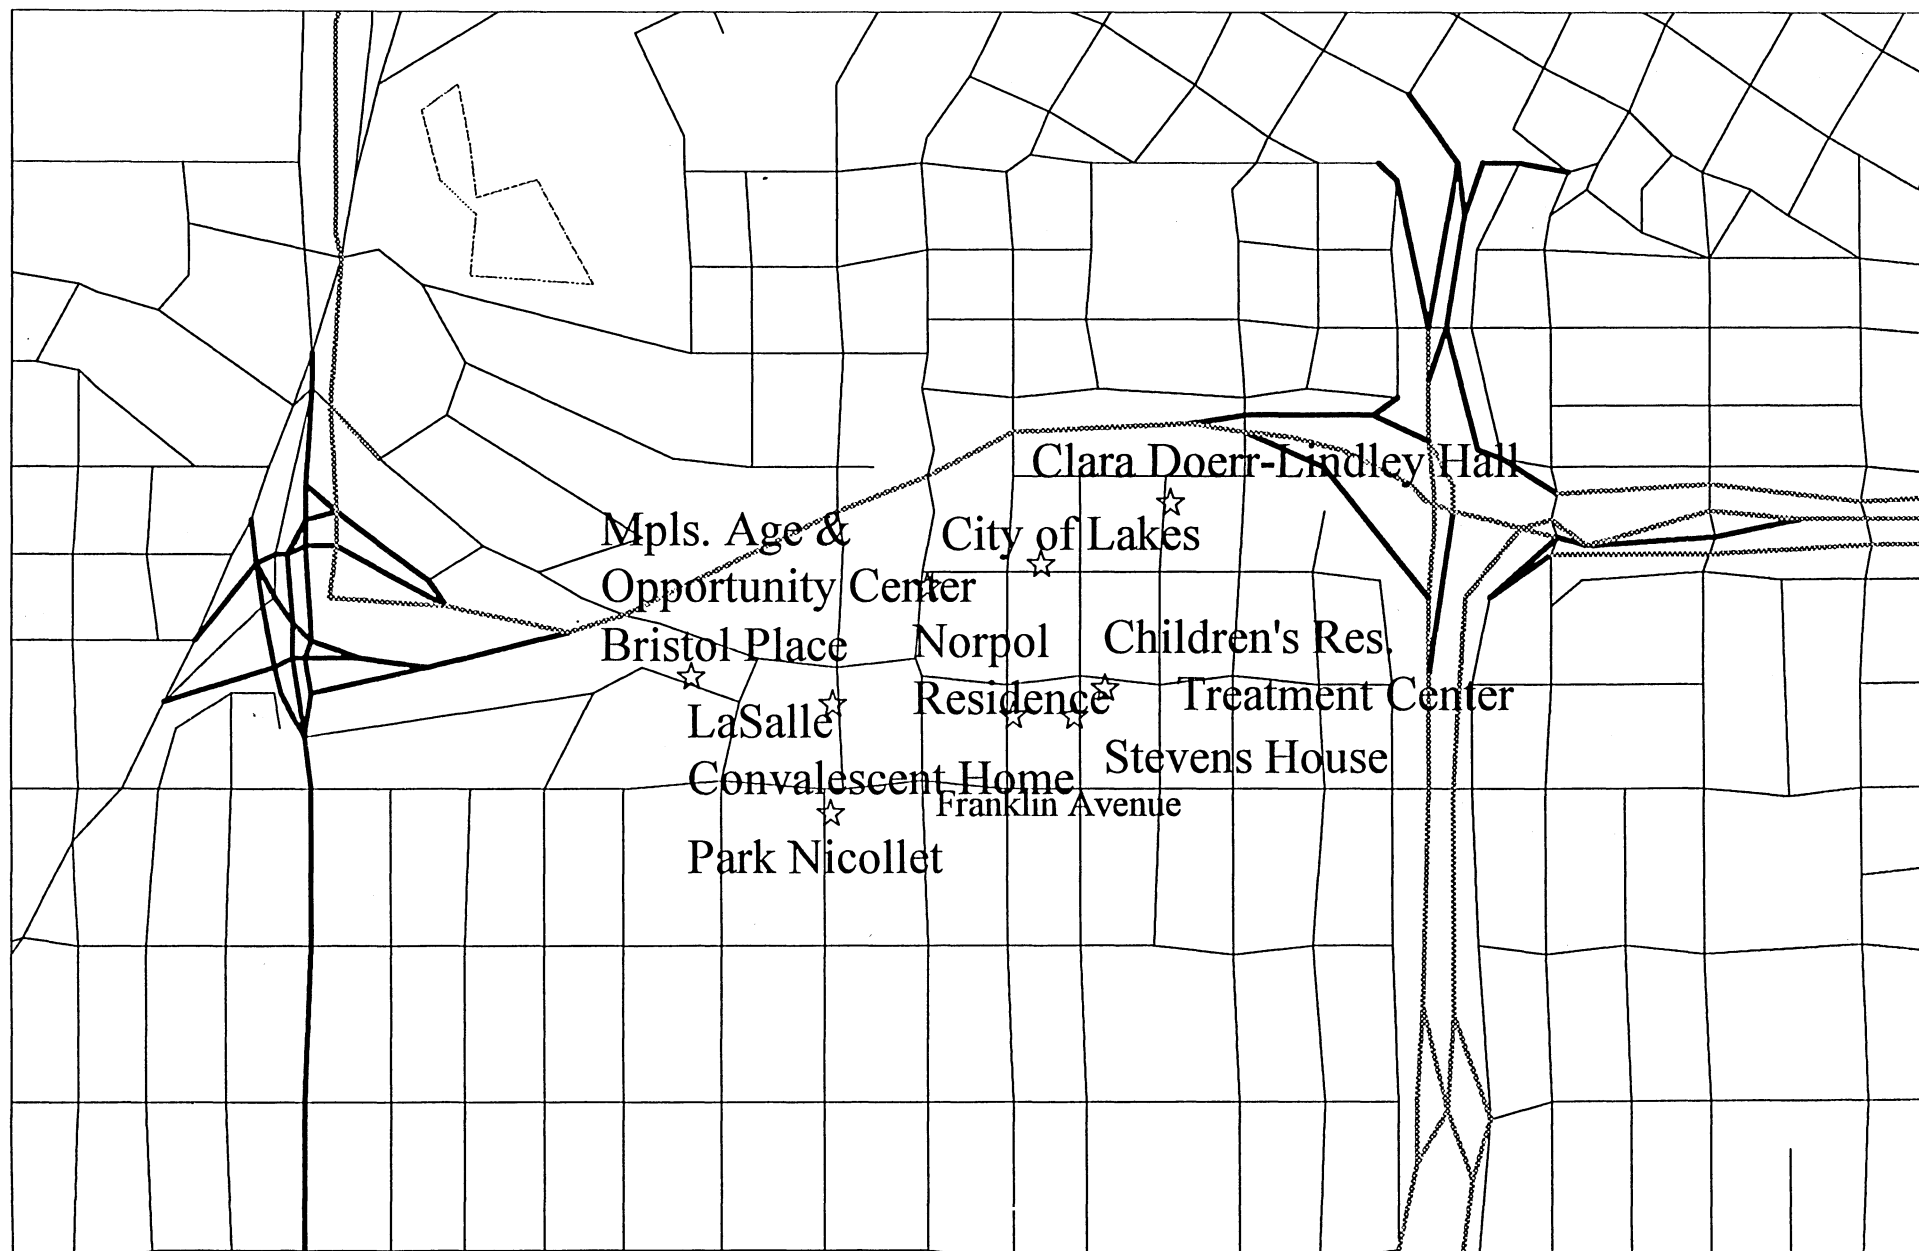 Clara Doerr-Lindley Hall
Mpls. Age &
Opportunity Center
City of Lakes
Bristol Place
Norpol
Residence
Children's Res.
Treatment Center
LaSalle
Convalescent Home
Stevens House
Franklin Avenue
Park Nicollet